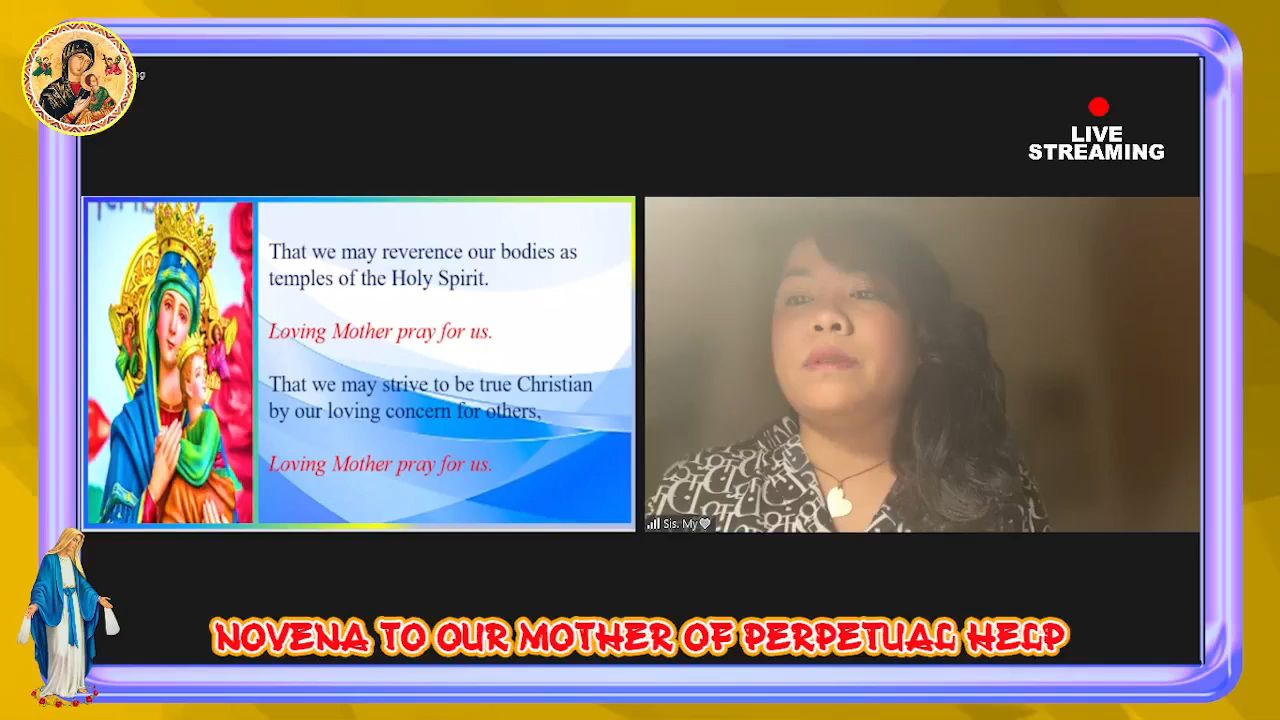 LIVE
STREAMING
That we may reverence our bodies as
temples of the Holy Spirit.
Loving Mother pray for us.
That we may strive to be true Christian
by our loving concern for others,
Loving Mother pray for us.
Sis. My🤍
NOVENA TO OUR MOTHER OF PERPETUAL HELP